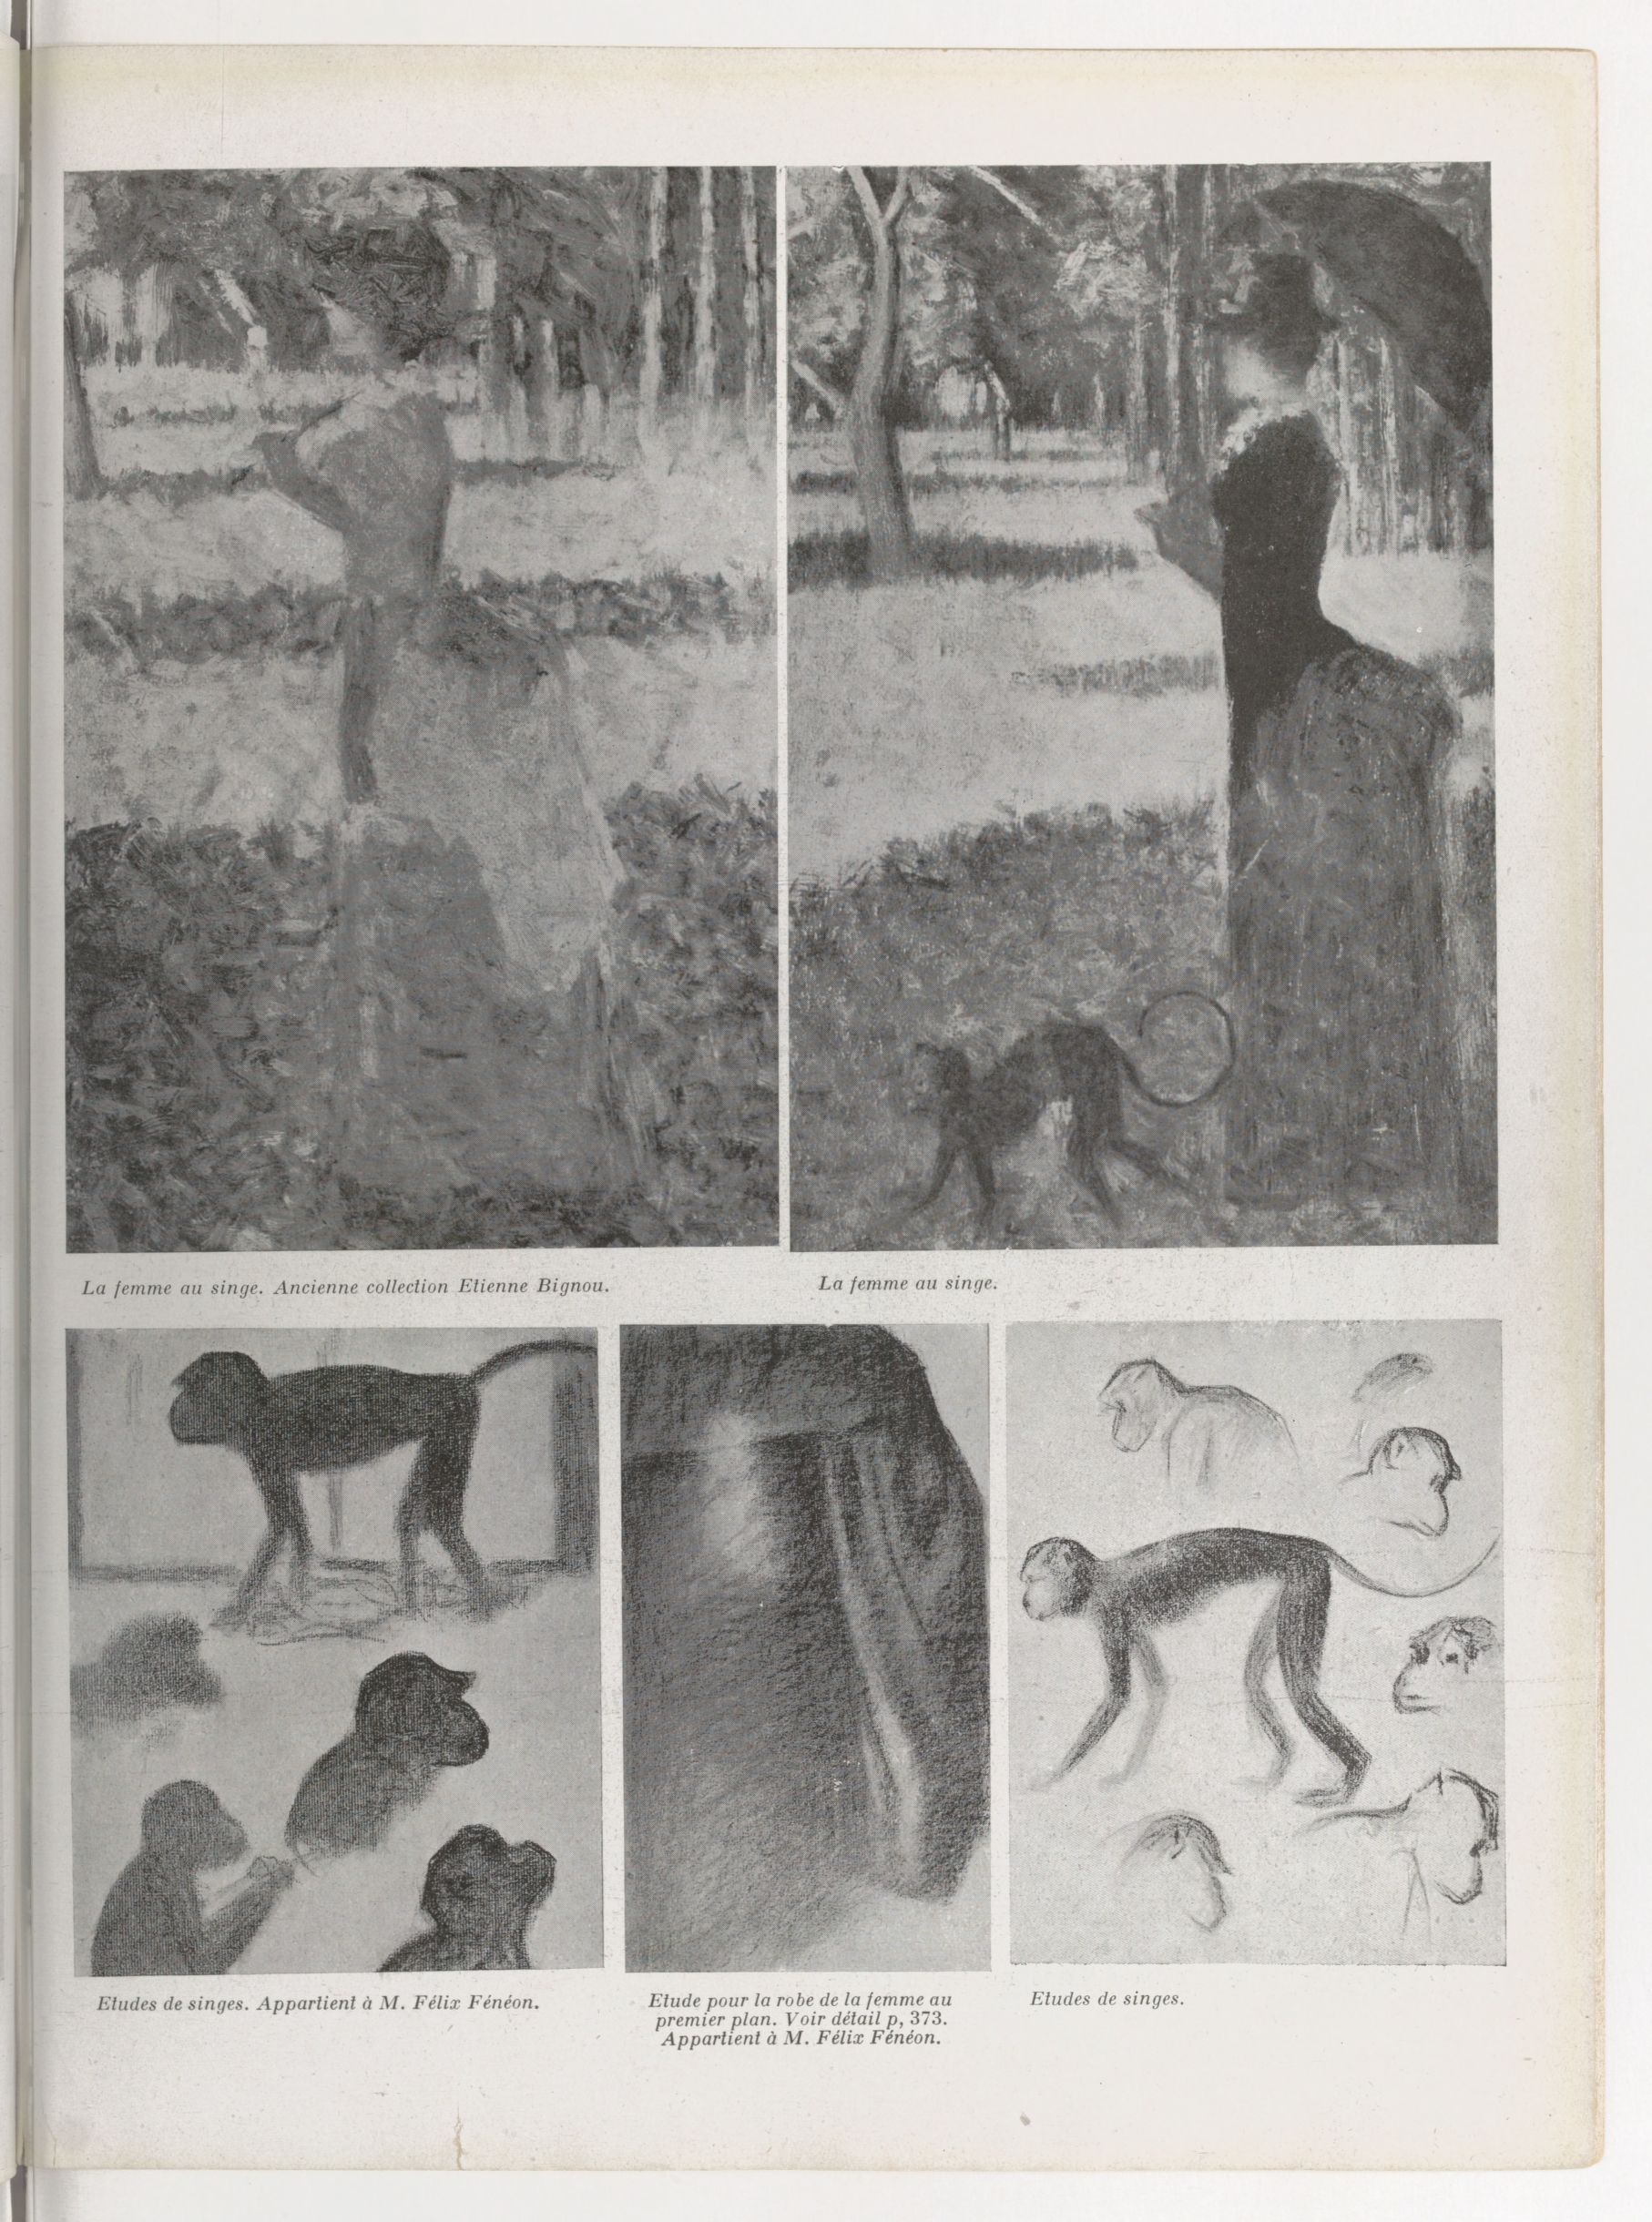 La femme au singe. Ancienne collection Etienne Bignou.
La femme au singe.
Etudes de singes. Appartient à M. Félix Fénéon.
Etude pour la robe de la femme au
premier plan. Voir détail p, 373.
Appartient à M. Félix Fénéon.
Etudes de singes.